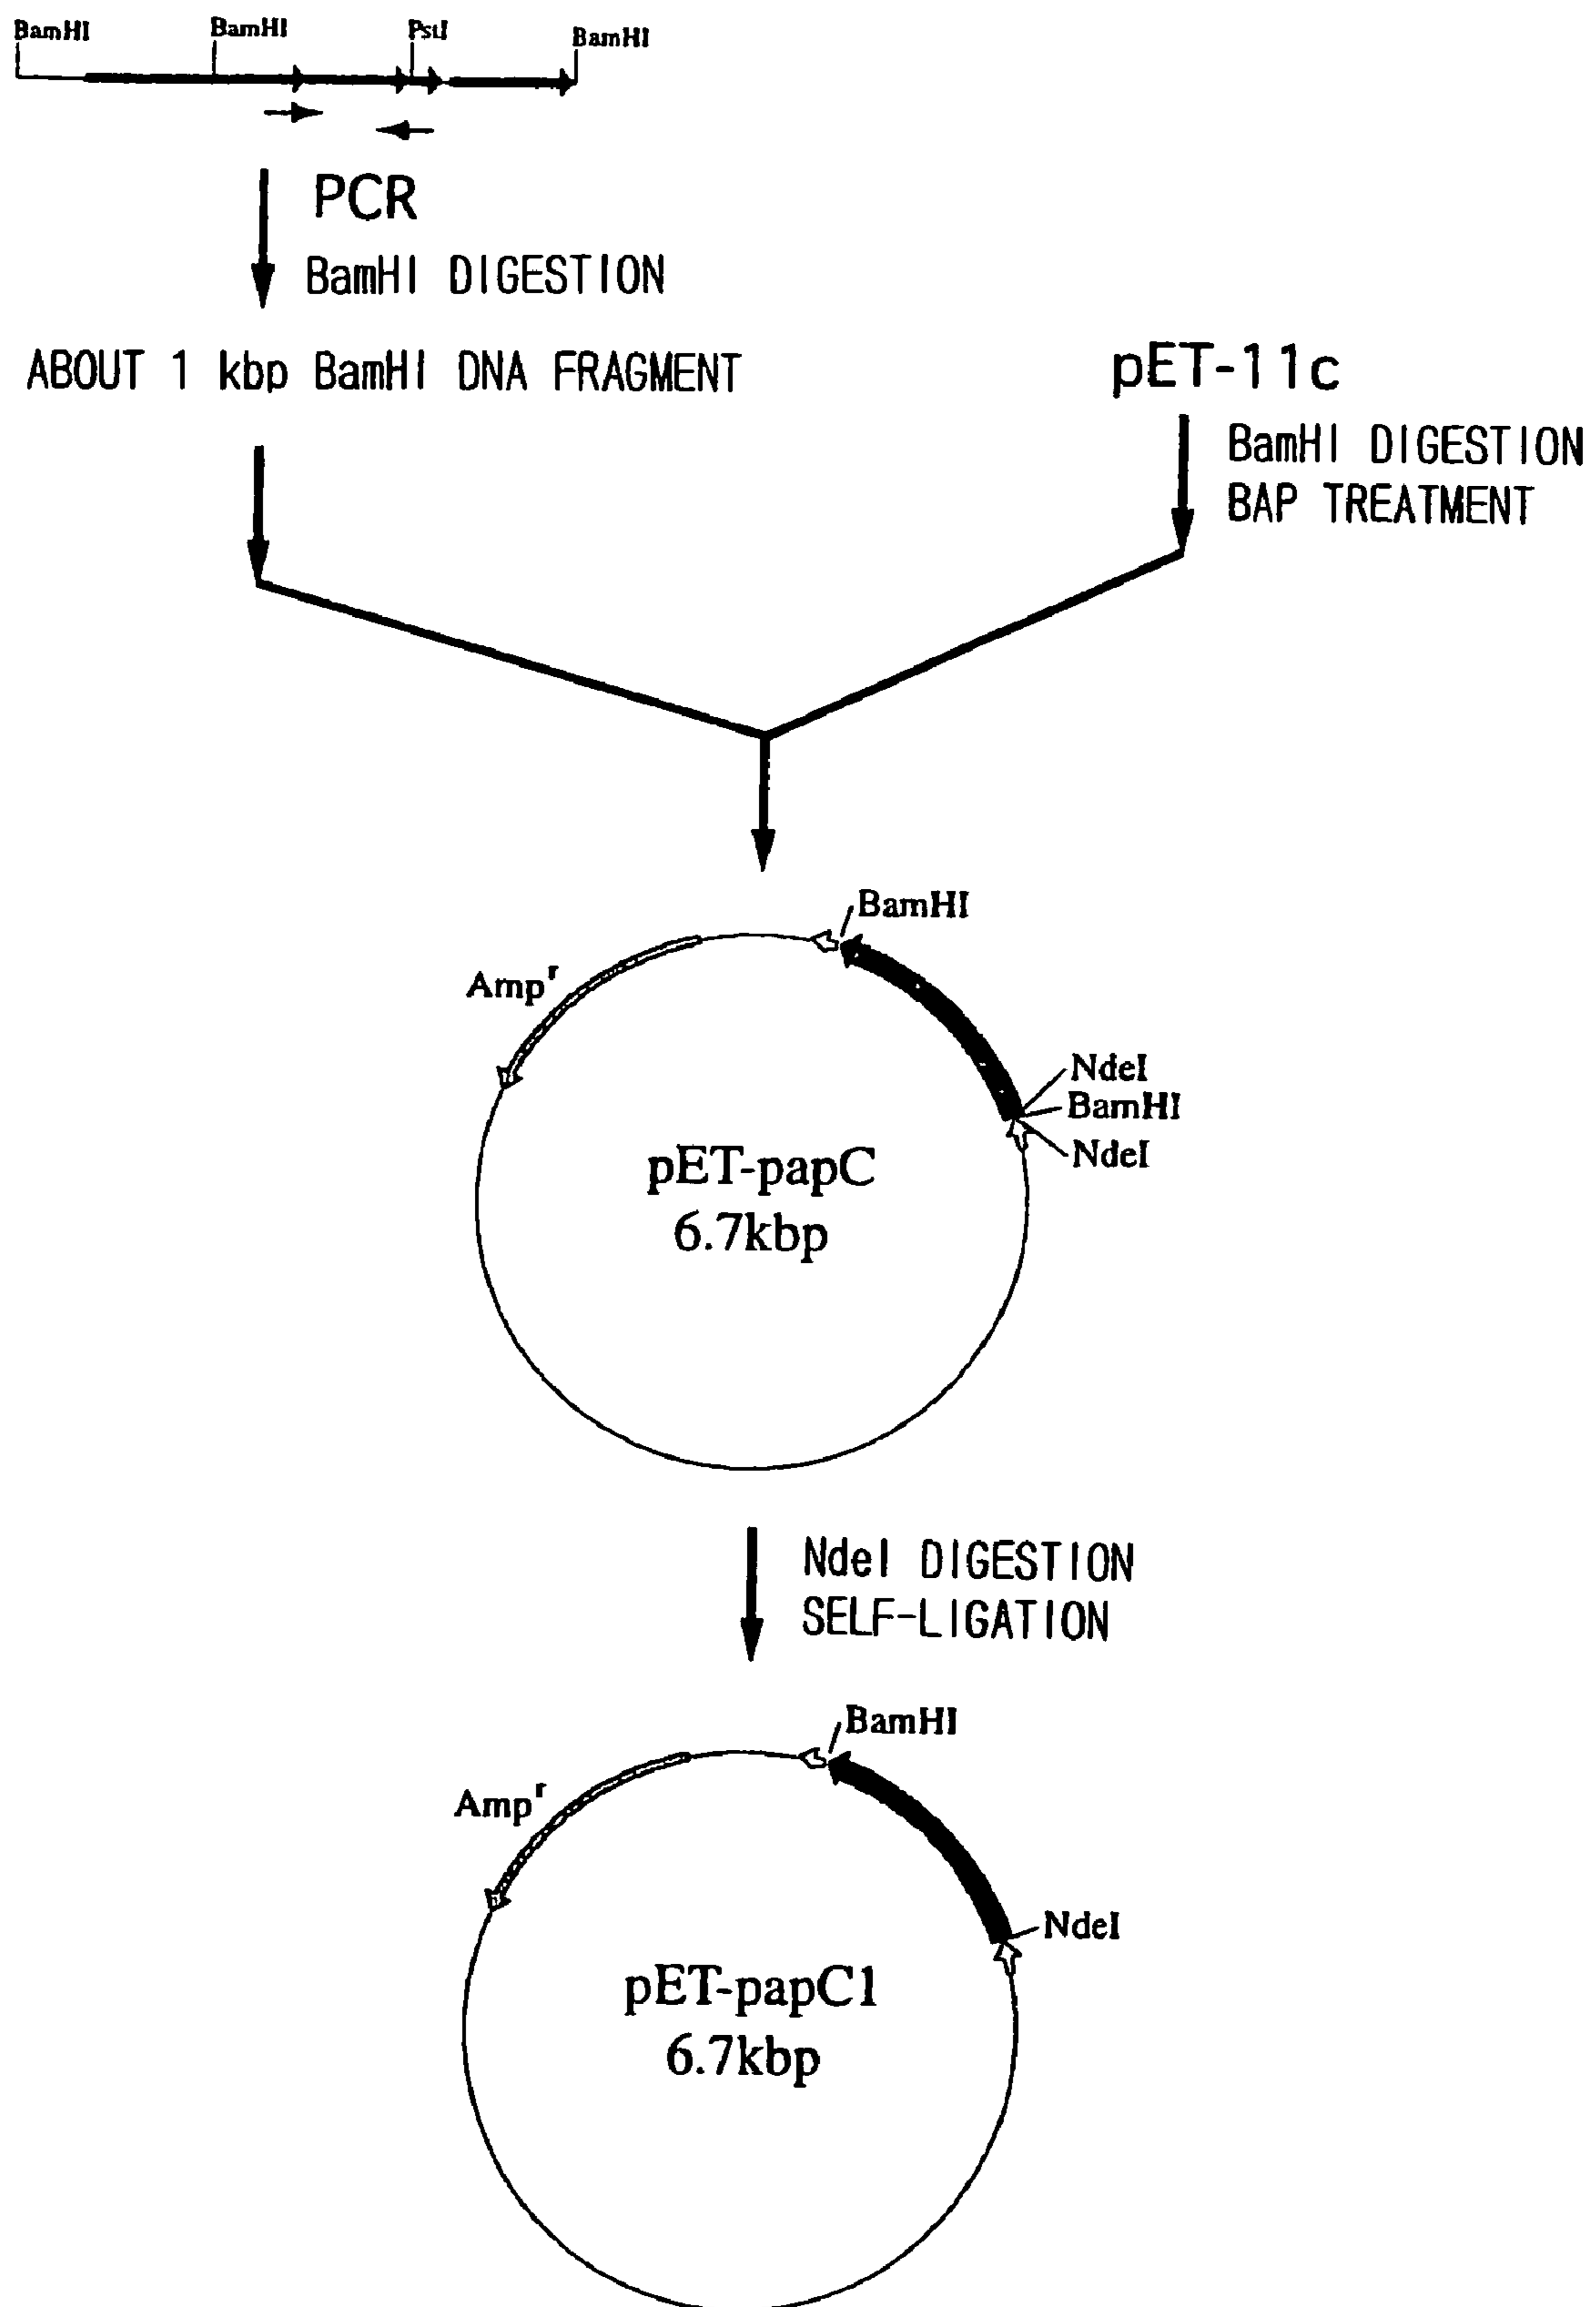 BamHI BamHI PstI BamHI
PCR
BamHI DIGESTION
ABOUT 1 kbp BamHI DNA FRAGMENT
pET-11c
BamHI DIGESTION
BAP TREATMENT
BamHI
Amp^r
NdeI
BamHI
NdeI
pET-papC
6.7kbp
NdeI DIGESTION
SELF-LIGATION
BamHI
Amp^r
NdeI
pET-papC1
6.7kbp